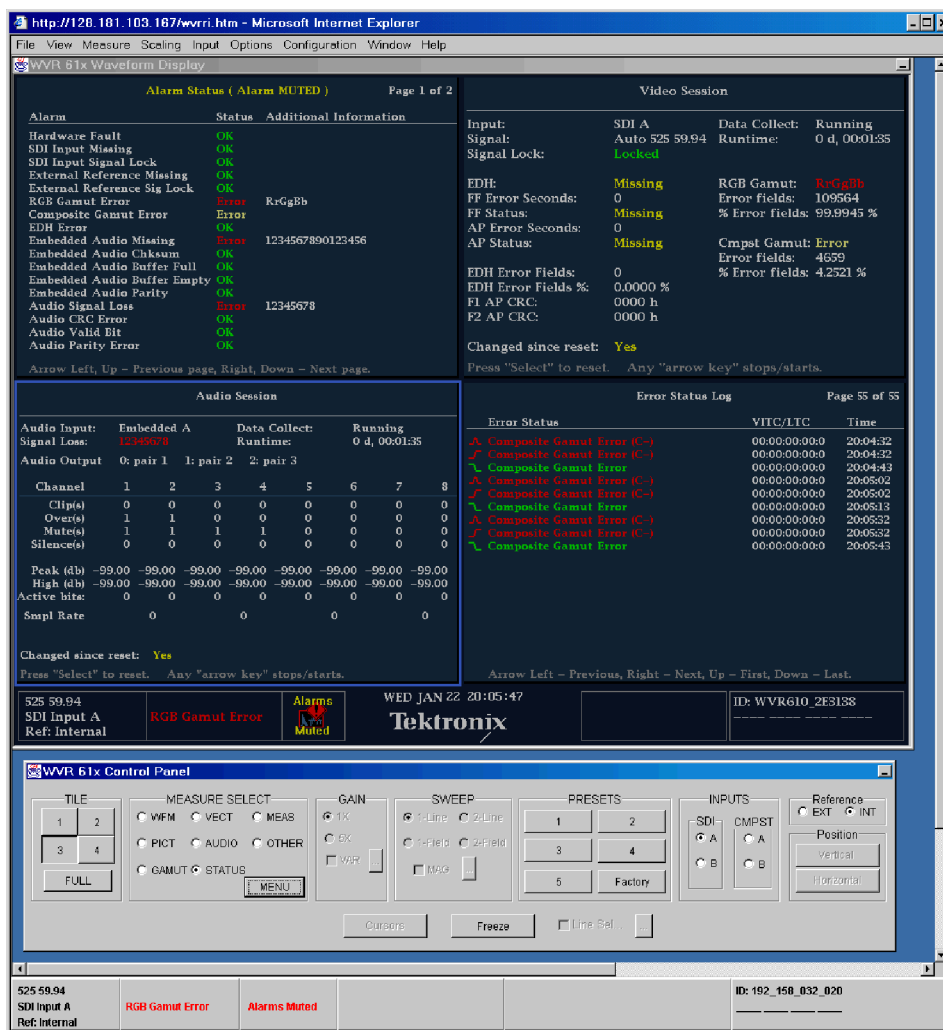 http://128.181.103.167/wvrri.htm - Microsoft Internet Explorer
File View Measure Scaling Input Options Configuration Window Help
WVR 61x Waveform Display
Alarm Status ( Alarm MUTED ) Page 1 of 2
Alarm Status Additional Information
Hardware Fault OK
SDI Input Missing OK
SDI Input Signal Lock OK
External Reference Missing OK
External Reference Sig Lock OK
RGB Gamut Error Error RrGgBb
Composite Gamut Error Error
EDH Error OK
Embedded Audio Missing Error 1234567890123456
Embedded Audio Chksum OK
Embedded Audio Buffer Full OK
Embedded Audio Buffer Empty OK
Embedded Audio Parity OK
Audio Signal Loss Error 12345678
Audio CRC Error OK
Audio Valid Bit OK
Audio Parity Error OK
Arrow Left, Up - Previous page, Right, Down - Next page.
Video Session
Input: SDI A Data Collect: Running
Signal: Auto 525 59.94 Runtime: 0 d, 00:01:35
Signal Lock: Locked
EDH: Missing RGB Gamut: RrGgBb
FF Error Seconds: 0 Error fields: 109564
FF Status: Missing % Error fields: 99.9945 %
AP Error Seconds: 0
AP Status: Missing Cmpst Gamut: Error
Error fields: 4659
EDH Error Fields: 0 % Error fields: 4.2521 %
EDH Error Fields %: 0.0000 %
F1 AP CRC: 0000 h
F2 AP CRC: 0000 h
Changed since reset: Yes
Press "Select" to reset. Any "arrow key" stops/starts.
Audio Session
Audio Input: Embedded A Data Collect: Running
Signal Loss: 12345678 Runtime: 0 d, 00:01:35
Audio Output 0: pair 1 1: pair 2 2: pair 3
Channel 1 2 3 4 5 6 7 8
Clip(s) 0 0 0 0 0 0 0 0
Over(s) 1 1 0 0 0 0 0 0
Mute(s) 1 1 1 1 0 0 0 0
Silence(s) 0 0 0 0 0 0 0 0
Peak (db) -99.00 -99.00 -99.00 -99.00 -99.00 -99.00 -99.00 -99.00
High (db) -99.00 -99.00 -99.00 -99.00 -99.00 -99.00 -99.00 -99.00
Active bits: 0 0 0 0 0 0 0 0
Smpl Rate 0 0 0 0
Changed since reset: Yes
Press "Select" to reset. Any "arrow key" stops/starts.
Error Status Log Page 55 of 55
Error Status VITC/LTC Time
Composite Gamut Error (C-) 00:00:00:00:0 20:04:32
Composite Gamut Error (C-) 00:00:00:00:0 20:04:32
Composite Gamut Error 00:00:00:00:0 20:04:43
Composite Gamut Error (C-) 00:00:00:00:0 20:05:02
Composite Gamut Error (C-) 00:00:00:00:0 20:05:02
Composite Gamut Error 00:00:00:00:0 20:05:13
Composite Gamut Error (C-) 00:00:00:00:0 20:05:32
Composite Gamut Error (C-) 00:00:00:00:0 20:05:32
Composite Gamut Error 00:00:00:00:0 20:05:43
Arrow Left - Previous, Right - Next, Up - First, Down - Last.
525 59.94
SDI Input A
Ref: Internal
RGB Gamut Error
Alarms
Muted
WED JAN 22 20:05:47
Tektronix
ID: WVR610_2E3138
WVR 61x Control Panel
TILE
1 2
3 4
FULL
MEASURE SELECT
WFM VECT MEAS
PICT AUDIO OTHER
GAMUT STATUS
MENU
GAIN
1X
5X
VAR ...
SWEEP
1-Line 2-Line
1-Field 2-Field
MAG ...
PRESETS
1 2
3 4
5 Factory
INPUTS
SDI CMPST
A A
B B
Reference
EXT INT
Position
Vertical
Horizontal
Cursors Freeze Line Sel... ...
525 59.94
SDI Input A
Ref: Internal
RGB Gamut Error
Alarms Muted
ID: 192_158_032_020